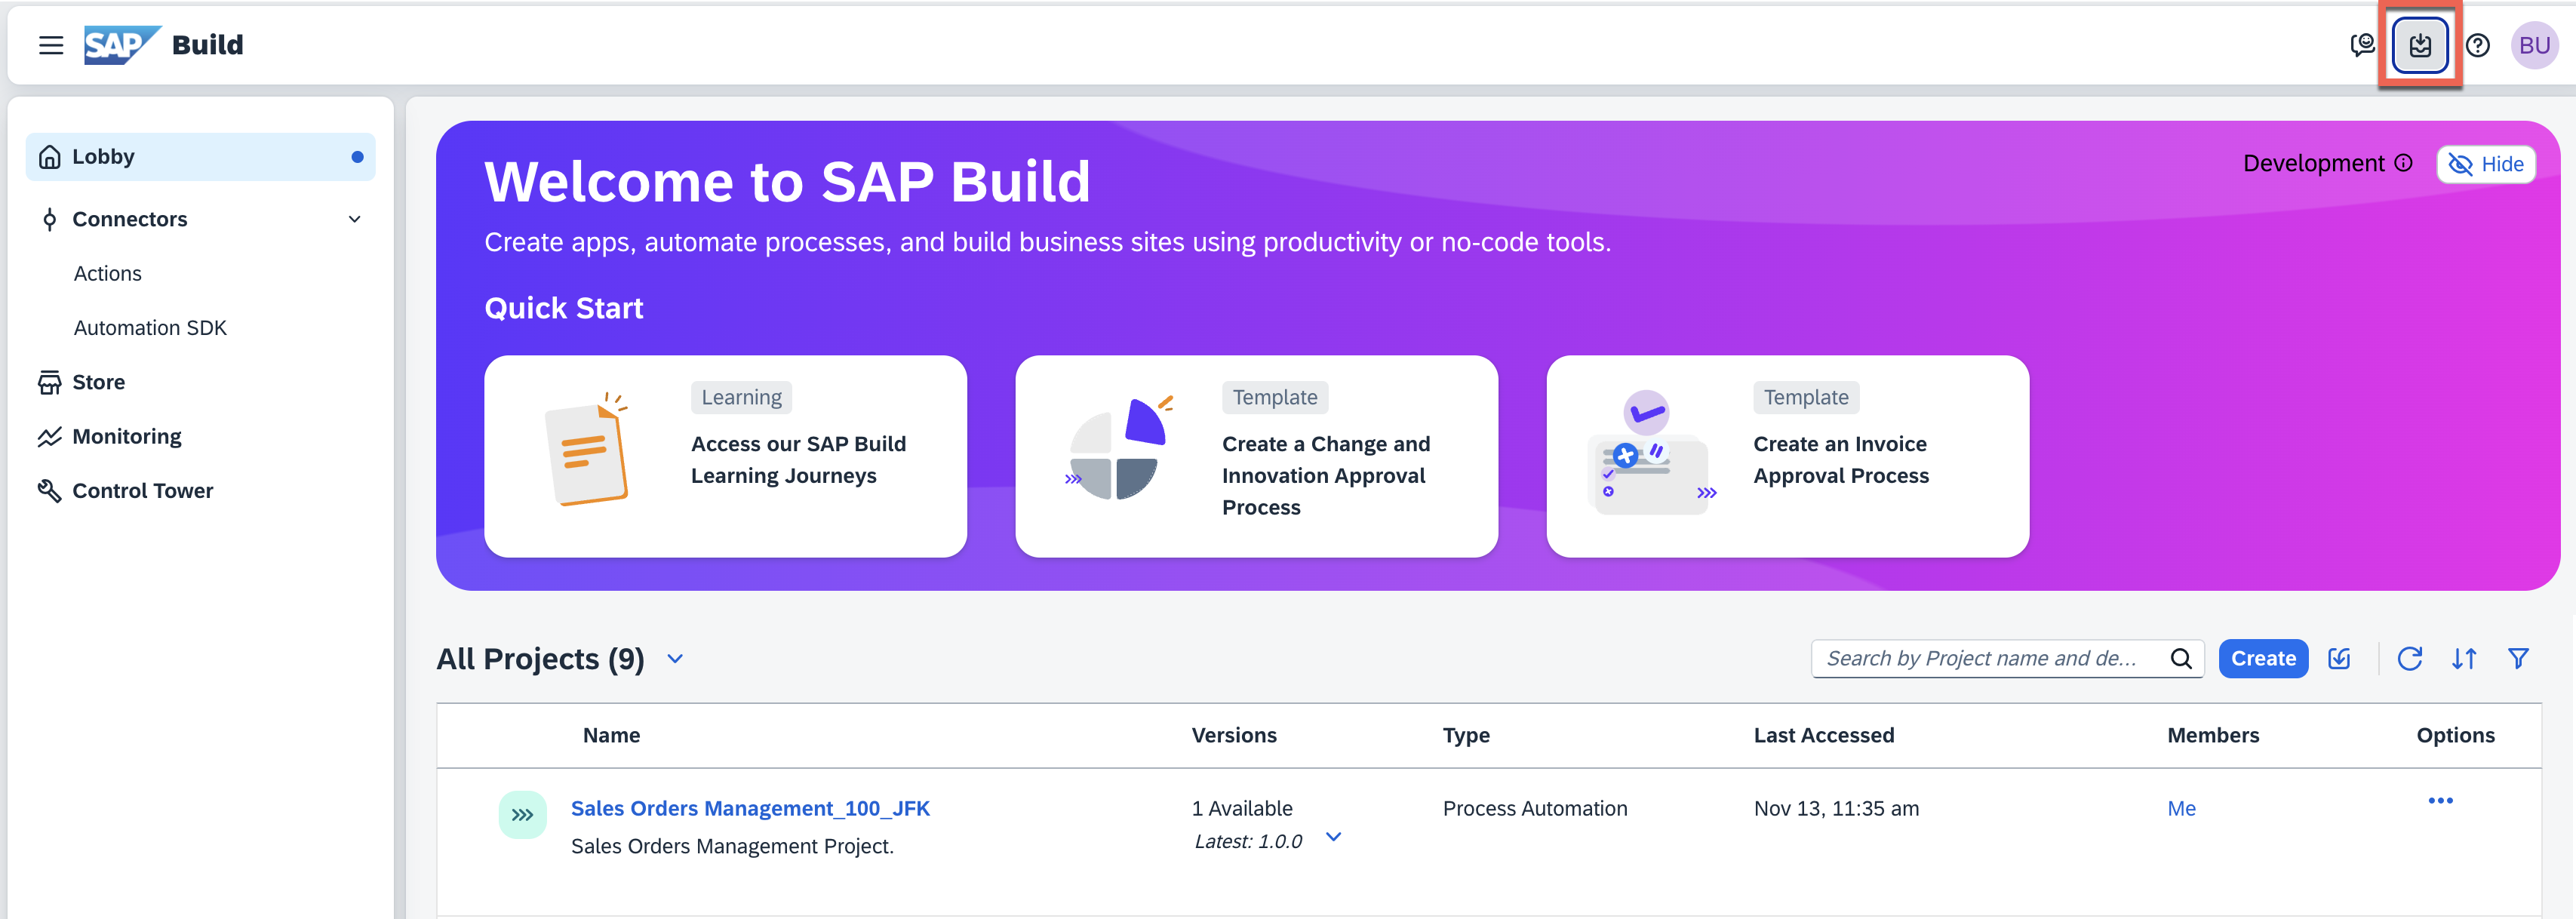 SAP Build
BU
Lobby
Connectors
Actions
Automation SDK
Store
Monitoring
Control Tower
Welcome to SAP Build
Development
Hide
Create apps, automate processes, and build business sites using productivity or no-code tools.
Quick Start
Learning
Access our SAP Build
Learning Journeys
Template
Create a Change and
Innovation Approval
Process
Template
Create an Invoice
Approval Process
All Projects (9)
Search by Project name and de...
Create
Name Versions Type Last Accessed Members Options
Sales Orders Management_100_JFK 1 Available Process Automation Nov 13, 11:35 am Me
Latest: 1.0.0
Sales Orders Management Project.